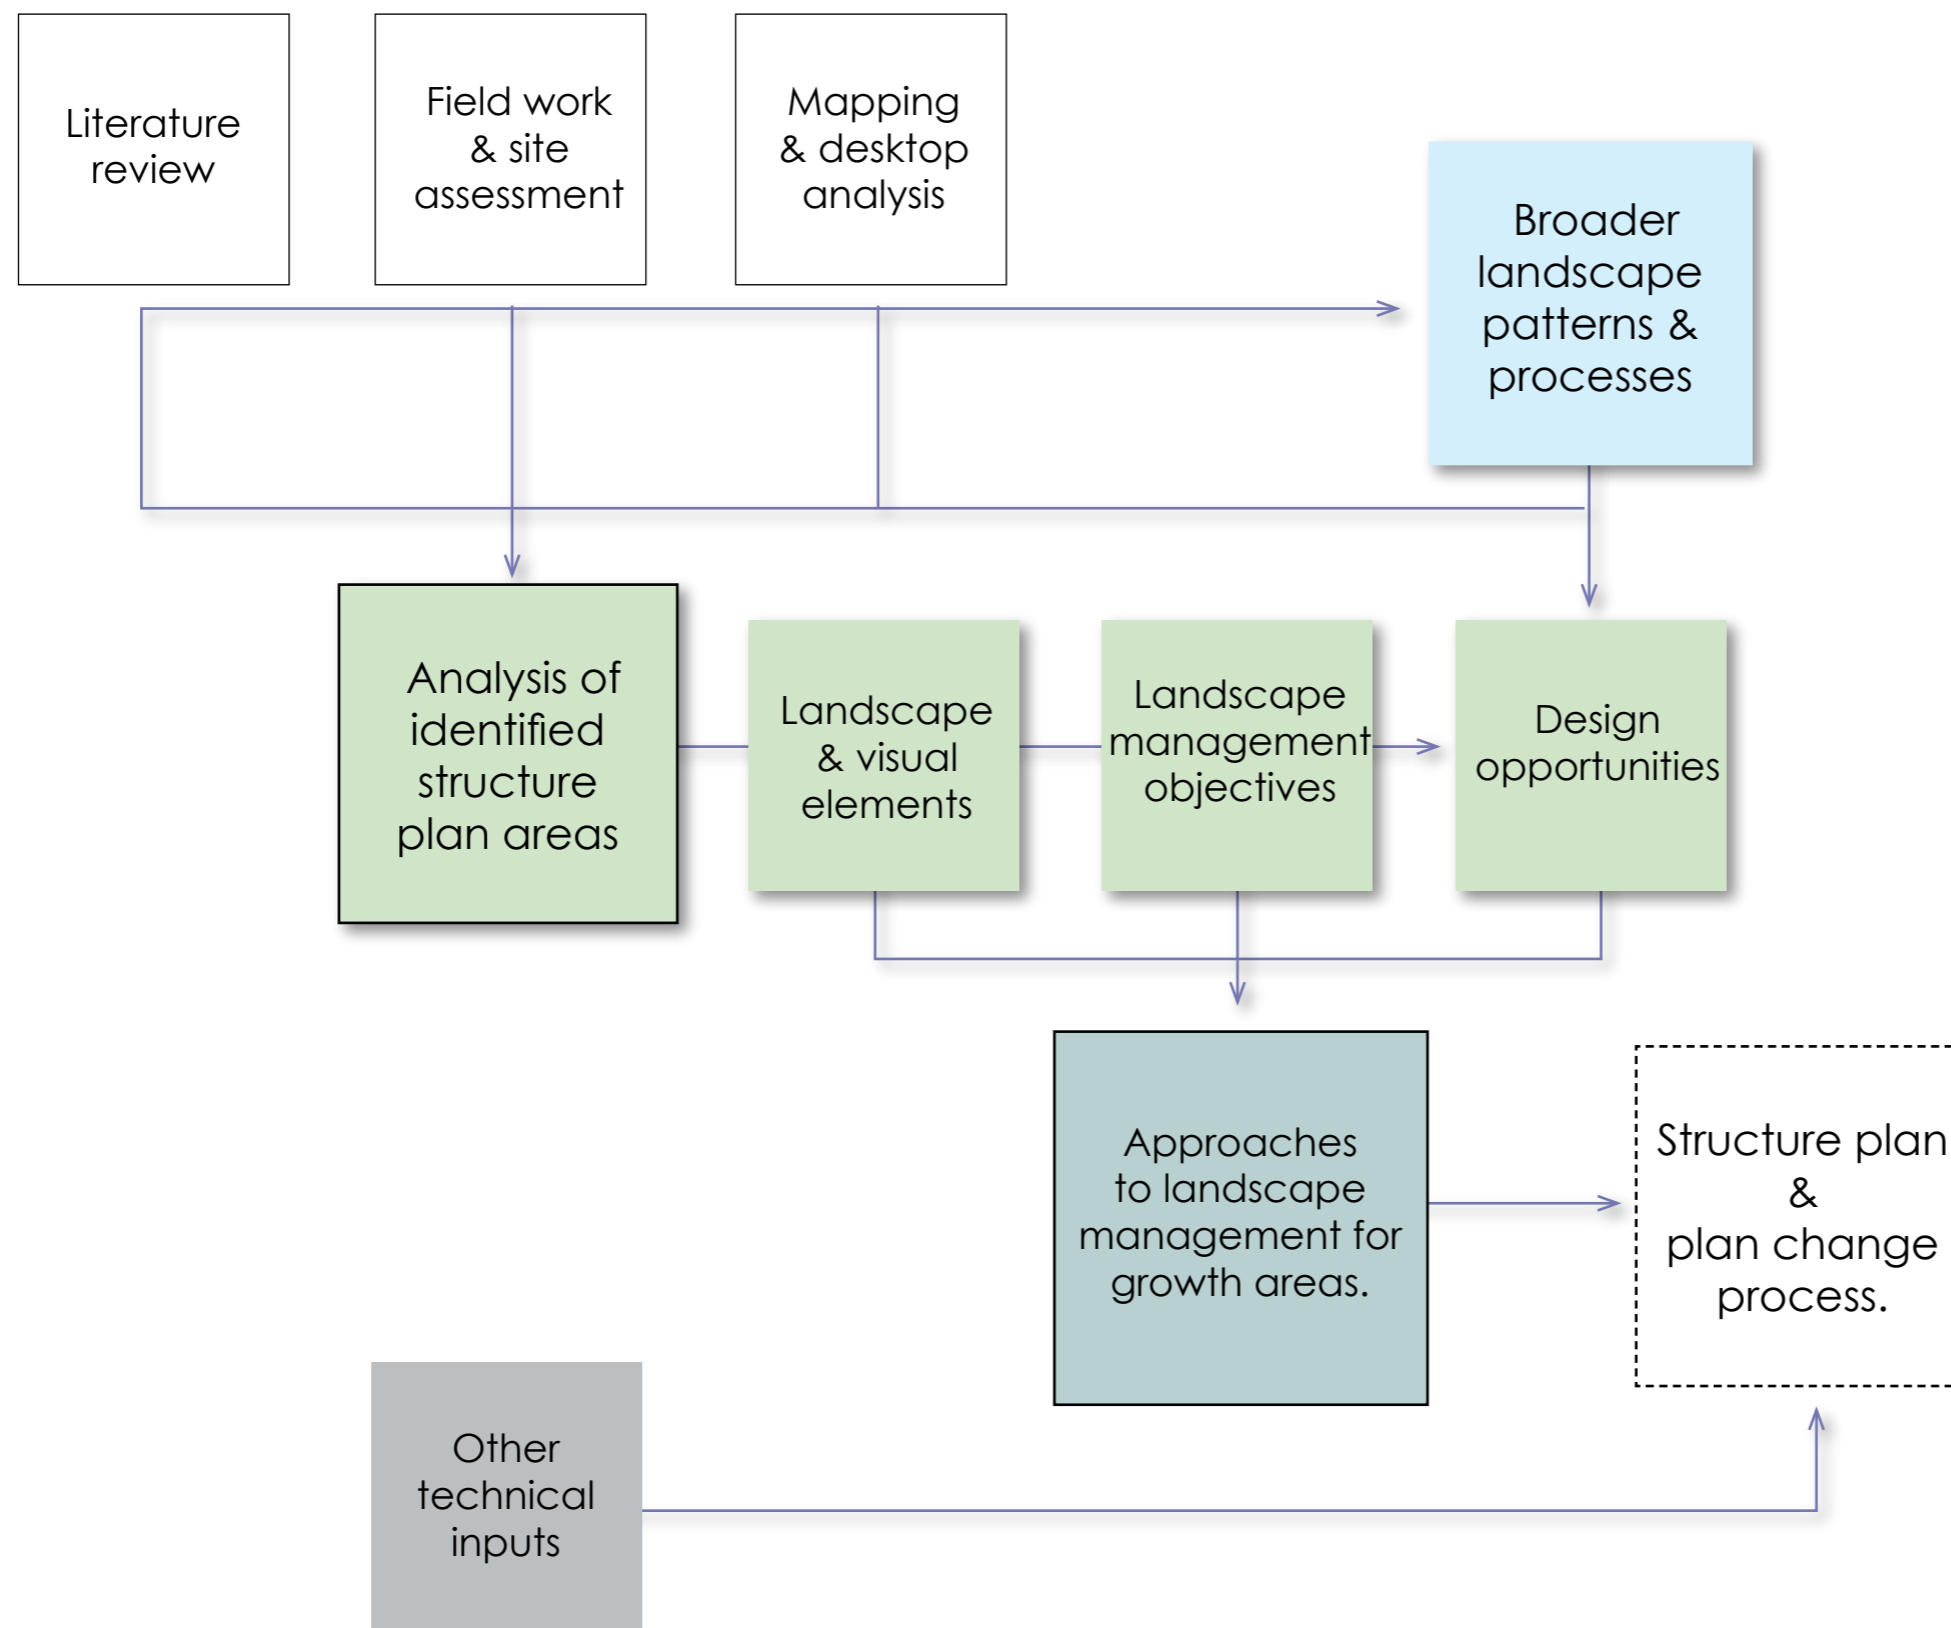 Literature
review
Field work
& site
assessment
Mapping
& desktop
analysis
Broader
landscape
patterns &
processes
Analysis of
identified
structure
plan areas
Landscape
& visual
elements
Landscape
management
objectives
Design
opportunities
Approaches
to landscape
management for
growth areas.
Structure plan
&
plan change
process.
Other
technical
inputs